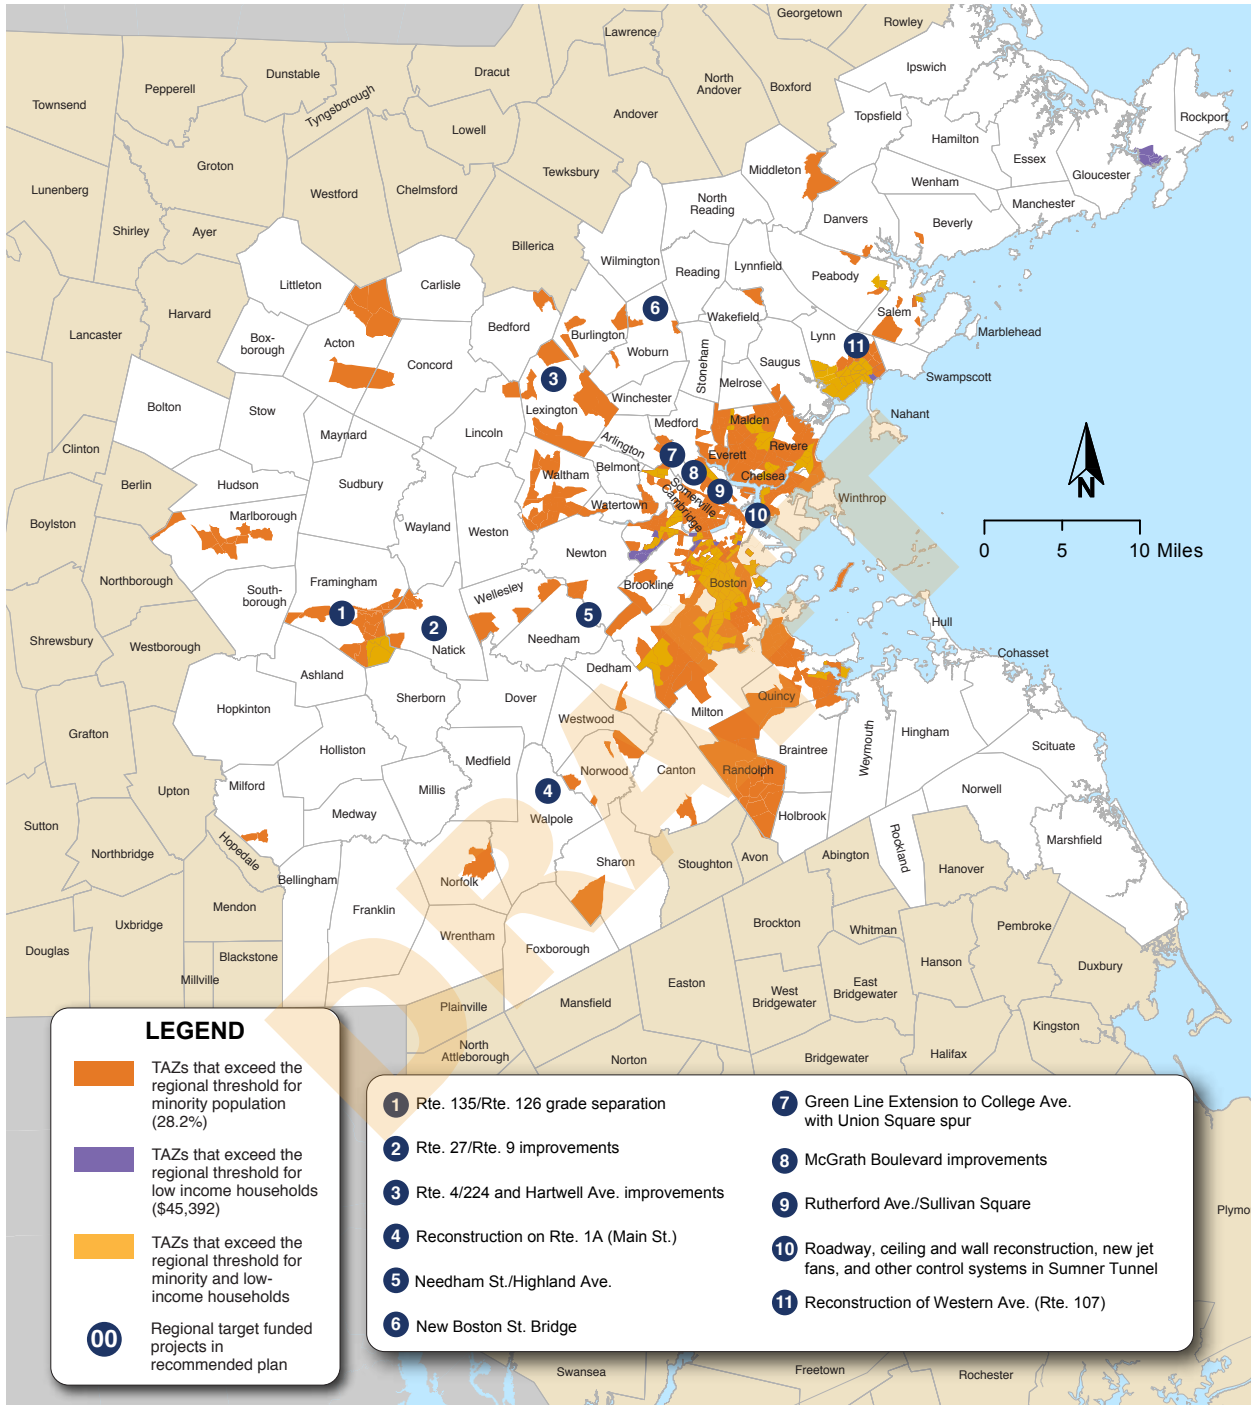 Georgetown
Rowley
Lawrence
Ipswich
Dunstable
Dracut
North
Andover
Boxford
Pepperell
Townsend
Tyngsborough
Andover
Topsfield
Rockport
Lowell
Hamilton
Essex
Groton
Tewksbury
Middleton
Gloucester
Lunenberg
Westford
Chelmsford
Wenham
North
Reading
Manchester
Danvers
Beverly
Shirley
Ayer
Billerica
Wilmington
Reading
Lynnfield
Peabody
Littleton
Carlisle
Harvard
6
Salem
Wakefield
Bedford
Burlington
Lancaster
Box-
borough
Acton
Woburn
Lynn
11
Marblehead
Concord
Stoneham
Saugus
3
Melrose
Swampscott
Bolton
Stow
Lexington
Winchester
Nahant
Medford
Malden
Maynard
Lincoln
Arlington
Revere
Clinton
7
Everett
Belmont
8
Chelsea
Waltham
Berlin
Hudson
Sudbury
Somerville
9
Winthrop
Cambridge
Watertown
Marlborough
10
Boylston
Wayland
Weston
N
0 5 10 Miles
Newton
Northborough
Framingham
Brookline
Boston
South-
borough
Wellesley
1
5
Hull
2
Shrewsbury
Westborough
Needham
Natick
Cohasset
Dedham
Ashland
Sherborn
Dover
Quincy
Hopkinton
Milton
Westwood
Grafton
Hingham
Scituate
Weymouth
Holliston
Braintree
Medfield
Norwood
Canton
Randolph
Upton
Milford
Millis
4
Norwell
Medway
Walpole
Holbrook
Sutton
Hopedale
Rockland
Marshfield
Northbridge
Avon
Abington
Sharon
Stoughton
Hanover
Bellingham
Norfolk
Mendon
Franklin
Uxbridge
Brockton
Whitman
Pembroke
Wrentham
Douglas
Foxborough
Blackstone
Hanson
Duxbury
Millville
Easton
West
Bridgewater
East
Bridgewater
Plainville
Mansfield
Kingston
North
Attleborough
Norton
Bridgewater
Halifax
DRAFT
LEGEND
TAZs that exceed the
regional threshold for
minority population
(28.2%)
TAZs that exceed the
regional threshold for
low income households
($45,392)
TAZs that exceed the
regional threshold for
minority and low-
income households
00 Regional target funded
projects in
recommended plan
1 Rte. 135/Rte. 126 grade separation
2 Rte. 27/Rte. 9 improvements
3 Rte. 4/224 and Hartwell Ave. improvements
4 Reconstruction on Rte. 1A (Main St.)
5 Needham St./Highland Ave.
6 New Boston St. Bridge
7 Green Line Extension to College Ave.
with Union Square spur
8 McGrath Boulevard improvements
9 Rutherford Ave./Sullivan Square
10 Roadway, ceiling and wall reconstruction, new jet
fans, and other control systems in Sumner Tunnel
11 Reconstruction of Western Ave. (Rte. 107)
Plymo
Swansea
Freetown
Rochester